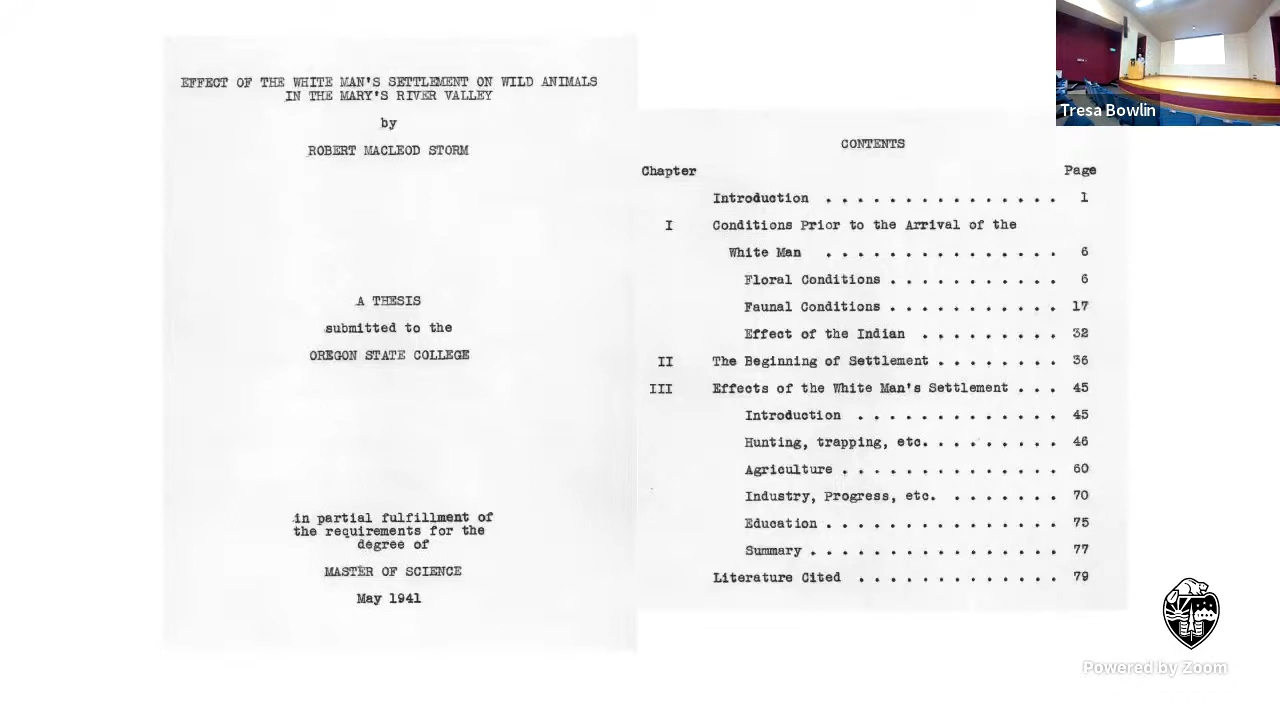 EFFECT OF THE WHITE MAN'S SETTLEMENT ON WILD ANIMALS
IN THE MARY'S RIVER VALLEY
by
ROBERT MACLEOD STORM
A THESIS
submitted to the
OREGON STATE COLLEGE
in partial fulfillment of
the requirements for the
degree of
MASTER OF SCIENCE
May 1941
CONTENTS
Chapter Page
Introduction . . . . . . . . . . . . . . . 1
I Conditions Prior to the Arrival of the
White Man . . . . . . . . . . . . . . . 6
Floral Conditions . . . . . . . . . . . 6
Faunal Conditions . . . . . . . . . . . 17
Effect of the Indian . . . . . . . . . 32
II The Beginning of Settlement . . . . . . . . 36
III Effects of the White Man's Settlement . . . 45
Introduction . . . . . . . . . . . . . 45
Hunting, trapping, etc. . . . . . . . . 46
Agriculture . . . . . . . . . . . . . . 60
Industry, Progress, etc. . . . . . . . 70
Education . . . . . . . . . . . . . . . 75
Summary . . . . . . . . . . . . . . . . 77
Literature Cited . . . . . . . . . . . . . 79
Tresa Bowlin
Powered by Zoom